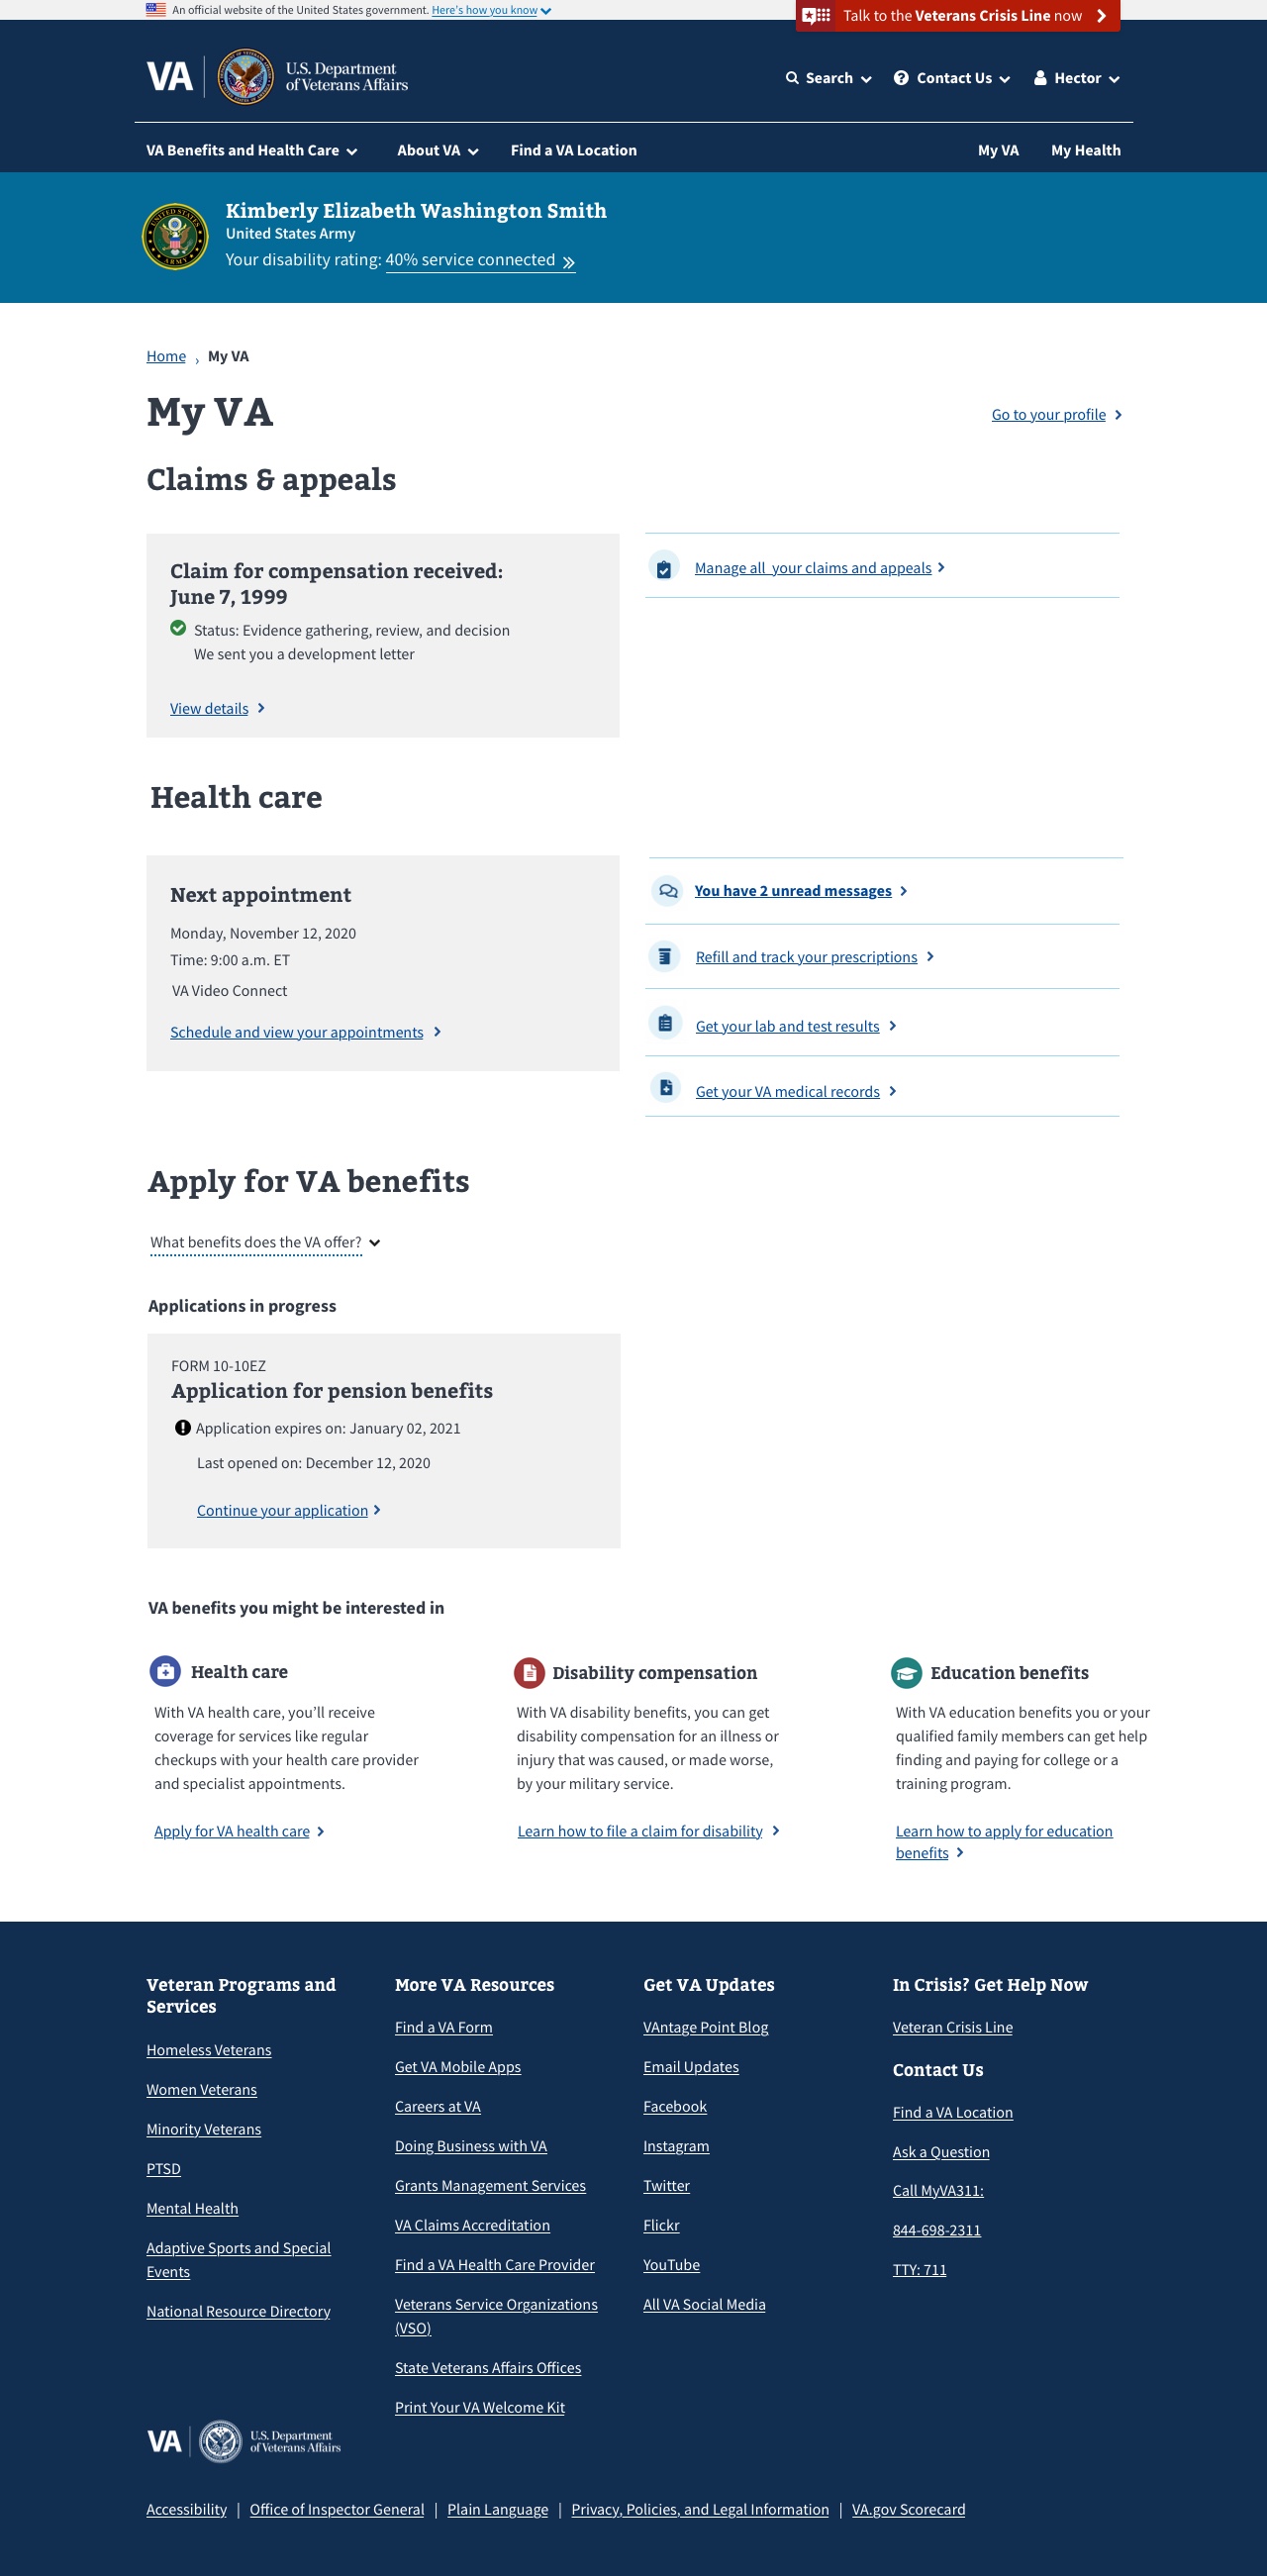 An official website of the United States government. Here's how you know
Talk to the Veterans Crisis Line now
VA
U.S. Department
of Veterans Affairs
Search
Contact Us
Hector
VA Benefits and Health Care
About VA
Find a VA Location
My VA
My Health
Kimberly Elizabeth Washington Smith
United States Army
Your disability rating: 40% service connected
Home › My VA
My VA
Go to your profile
Claims & appeals
Claim for compensation received:
June 7, 1999
Status: Evidence gathering, review, and decision
We sent you a development letter
View details
Manage all  your claims and appeals
Health care
Next appointment
Monday, November 12, 2020
Time: 9:00 a.m. ET
VA Video Connect
Schedule and view your appointments
You have 2 unread messages
Refill and track your prescriptions
Get your lab and test results
Get your VA medical records
Apply for VA benefits
What benefits does the VA offer?
Applications in progress
FORM 10-10EZ
Application for pension benefits
Application expires on: January 02, 2021
Last opened on: December 12, 2020
Continue your application
VA benefits you might be interested in
Health care
With VA health care, you’ll receive
coverage for services like regular
checkups with your health care provider
and specialist appointments.
Apply for VA health care
Disability compensation
With VA disability benefits, you can get
disability compensation for an illness or
injury that was caused, or made worse,
by your military service.
Learn how to file a claim for disability
Education benefits
With VA education benefits you or your
qualified family members can get help
finding and paying for college or a
training program.
Learn how to apply for education
benefits
Veteran Programs and
Services
Homeless Veterans
Women Veterans
Minority Veterans
PTSD
Mental Health
Adaptive Sports and Special
Events
National Resource Directory
More VA Resources
Find a VA Form
Get VA Mobile Apps
Careers at VA
Doing Business with VA
Grants Management Services
VA Claims Accreditation
Find a VA Health Care Provider
Veterans Service Organizations
(VSO)
State Veterans Affairs Offices
Print Your VA Welcome Kit
Get VA Updates
VAntage Point Blog
Email Updates
Facebook
Instagram
Twitter
Flickr
YouTube
All VA Social Media
In Crisis? Get Help Now
Veteran Crisis Line
Contact Us
Find a VA Location
Ask a Question
Call MyVA311:
844-698-2311
TTY: 711
VA
U.S. Department
of Veterans Affairs
Accessibility | Office of Inspector General | Plain Language | Privacy, Policies, and Legal Information | VA.gov Scorecard